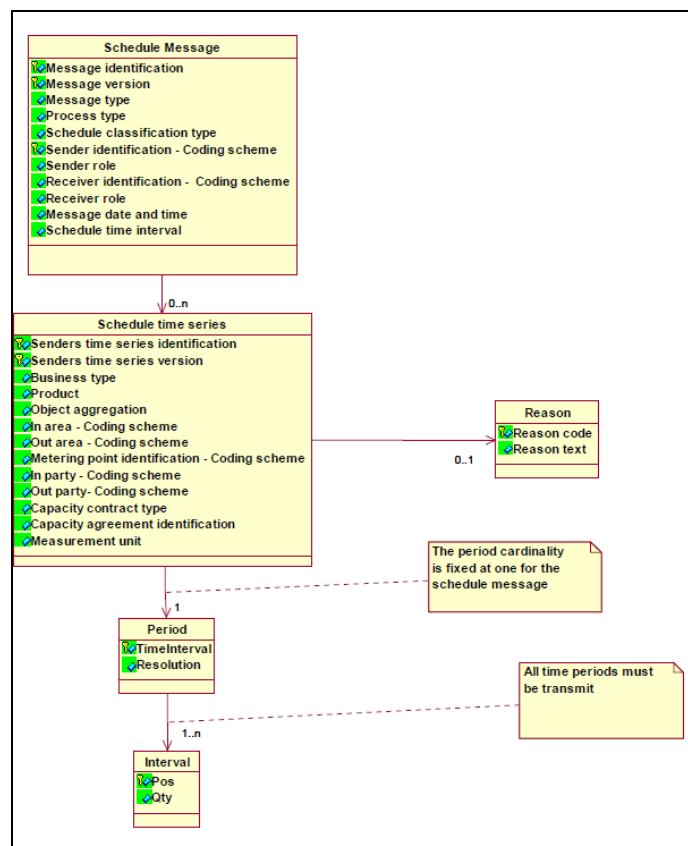 Schedule Message
Message identification
Message version
Message type
Process type
Schedule classification type
Sender identification - Coding scheme
Sender role
Receiver identification - Coding scheme
Receiver role
Message date and time
Schedule time interval
0..n
Schedule time series
Senders time series identification
Senders time series version
Business type
Product
Object aggregation
In area - Coding scheme
Out area - Coding scheme
Metering point identification - Coding scheme
In party - Coding scheme
Out party- Coding scheme
Capacity contract type
Capacity agreement identification
Measurement unit
Reason
Reason code
Reason text
0..1
The period cardinality
is fixed at one for the
schedule message
1
Period
TimeInterval
Resolution
All time periods must
be transmit
1..n
Interval
Pos
Qty